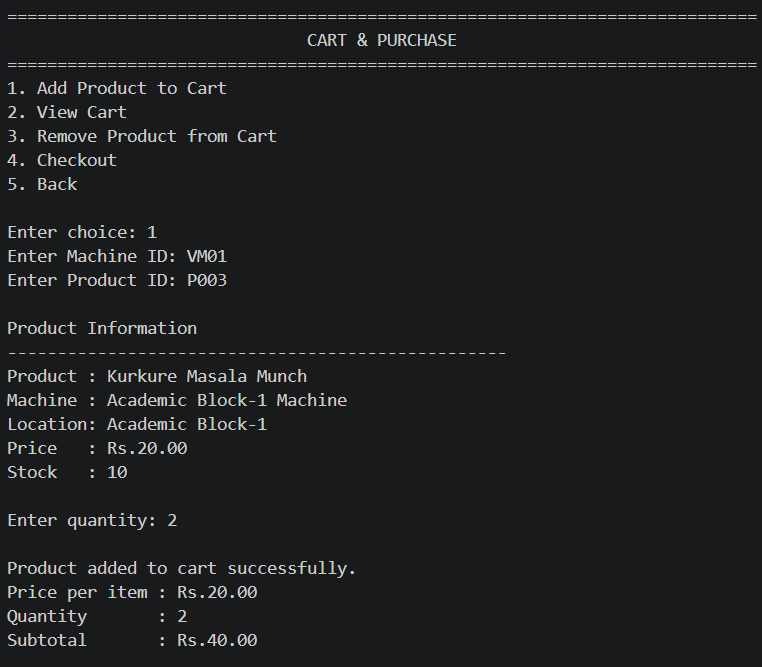 ===========================================================================
CART & PURCHASE
===========================================================================
1. Add Product to Cart
2. View Cart
3. Remove Product from Cart
4. Checkout
5. Back
Enter choice: 1
Enter Machine ID: VM01
Enter Product ID: P003
Product Information
--------------------------------------------------
Product : Kurkure Masala Munch
Machine : Academic Block-1 Machine
Location: Academic Block-1
Price   : Rs.20.00
Stock   : 10
Enter quantity: 2
Product added to cart successfully.
Price per item : Rs.20.00
Quantity       : 2
Subtotal       : Rs.40.00